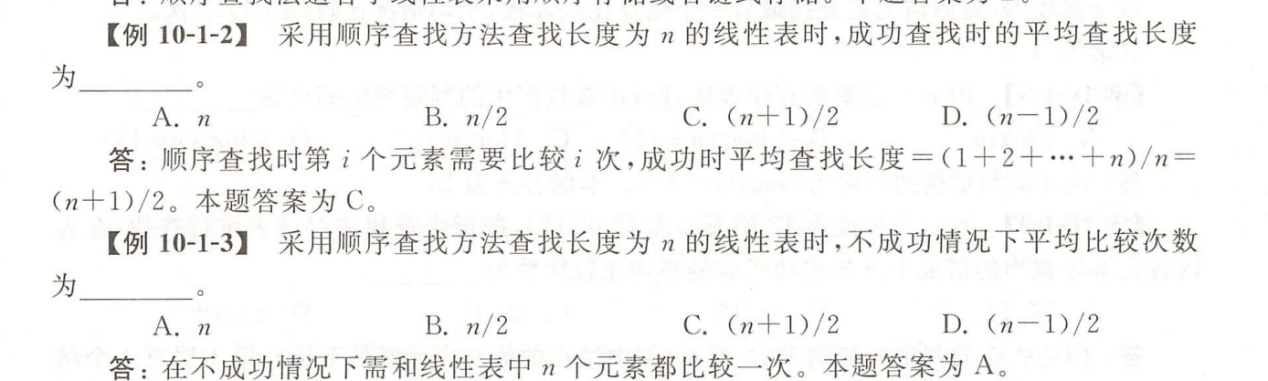 【例 10-1-2】 采用顺序查找方法查找长度为 n 的线性表时,成功查找时的平均查找长度
为________。
A. n B. n/2 C. (n+1)/2 D. (n-1)/2
答: 顺序查找时第 i 个元素需要比较 i 次,成功时平均查找长度=(1+2+…+n)/n=
(n+1)/2。本题答案为 C。
【例 10-1-3】 采用顺序查找方法查找长度为 n 的线性表时,不成功情况下平均比较次数
为________。
A. n B. n/2 C. (n+1)/2 D. (n-1)/2
答: 在不成功情况下需和线性表中 n 个元素都比较一次。本题答案为 A。